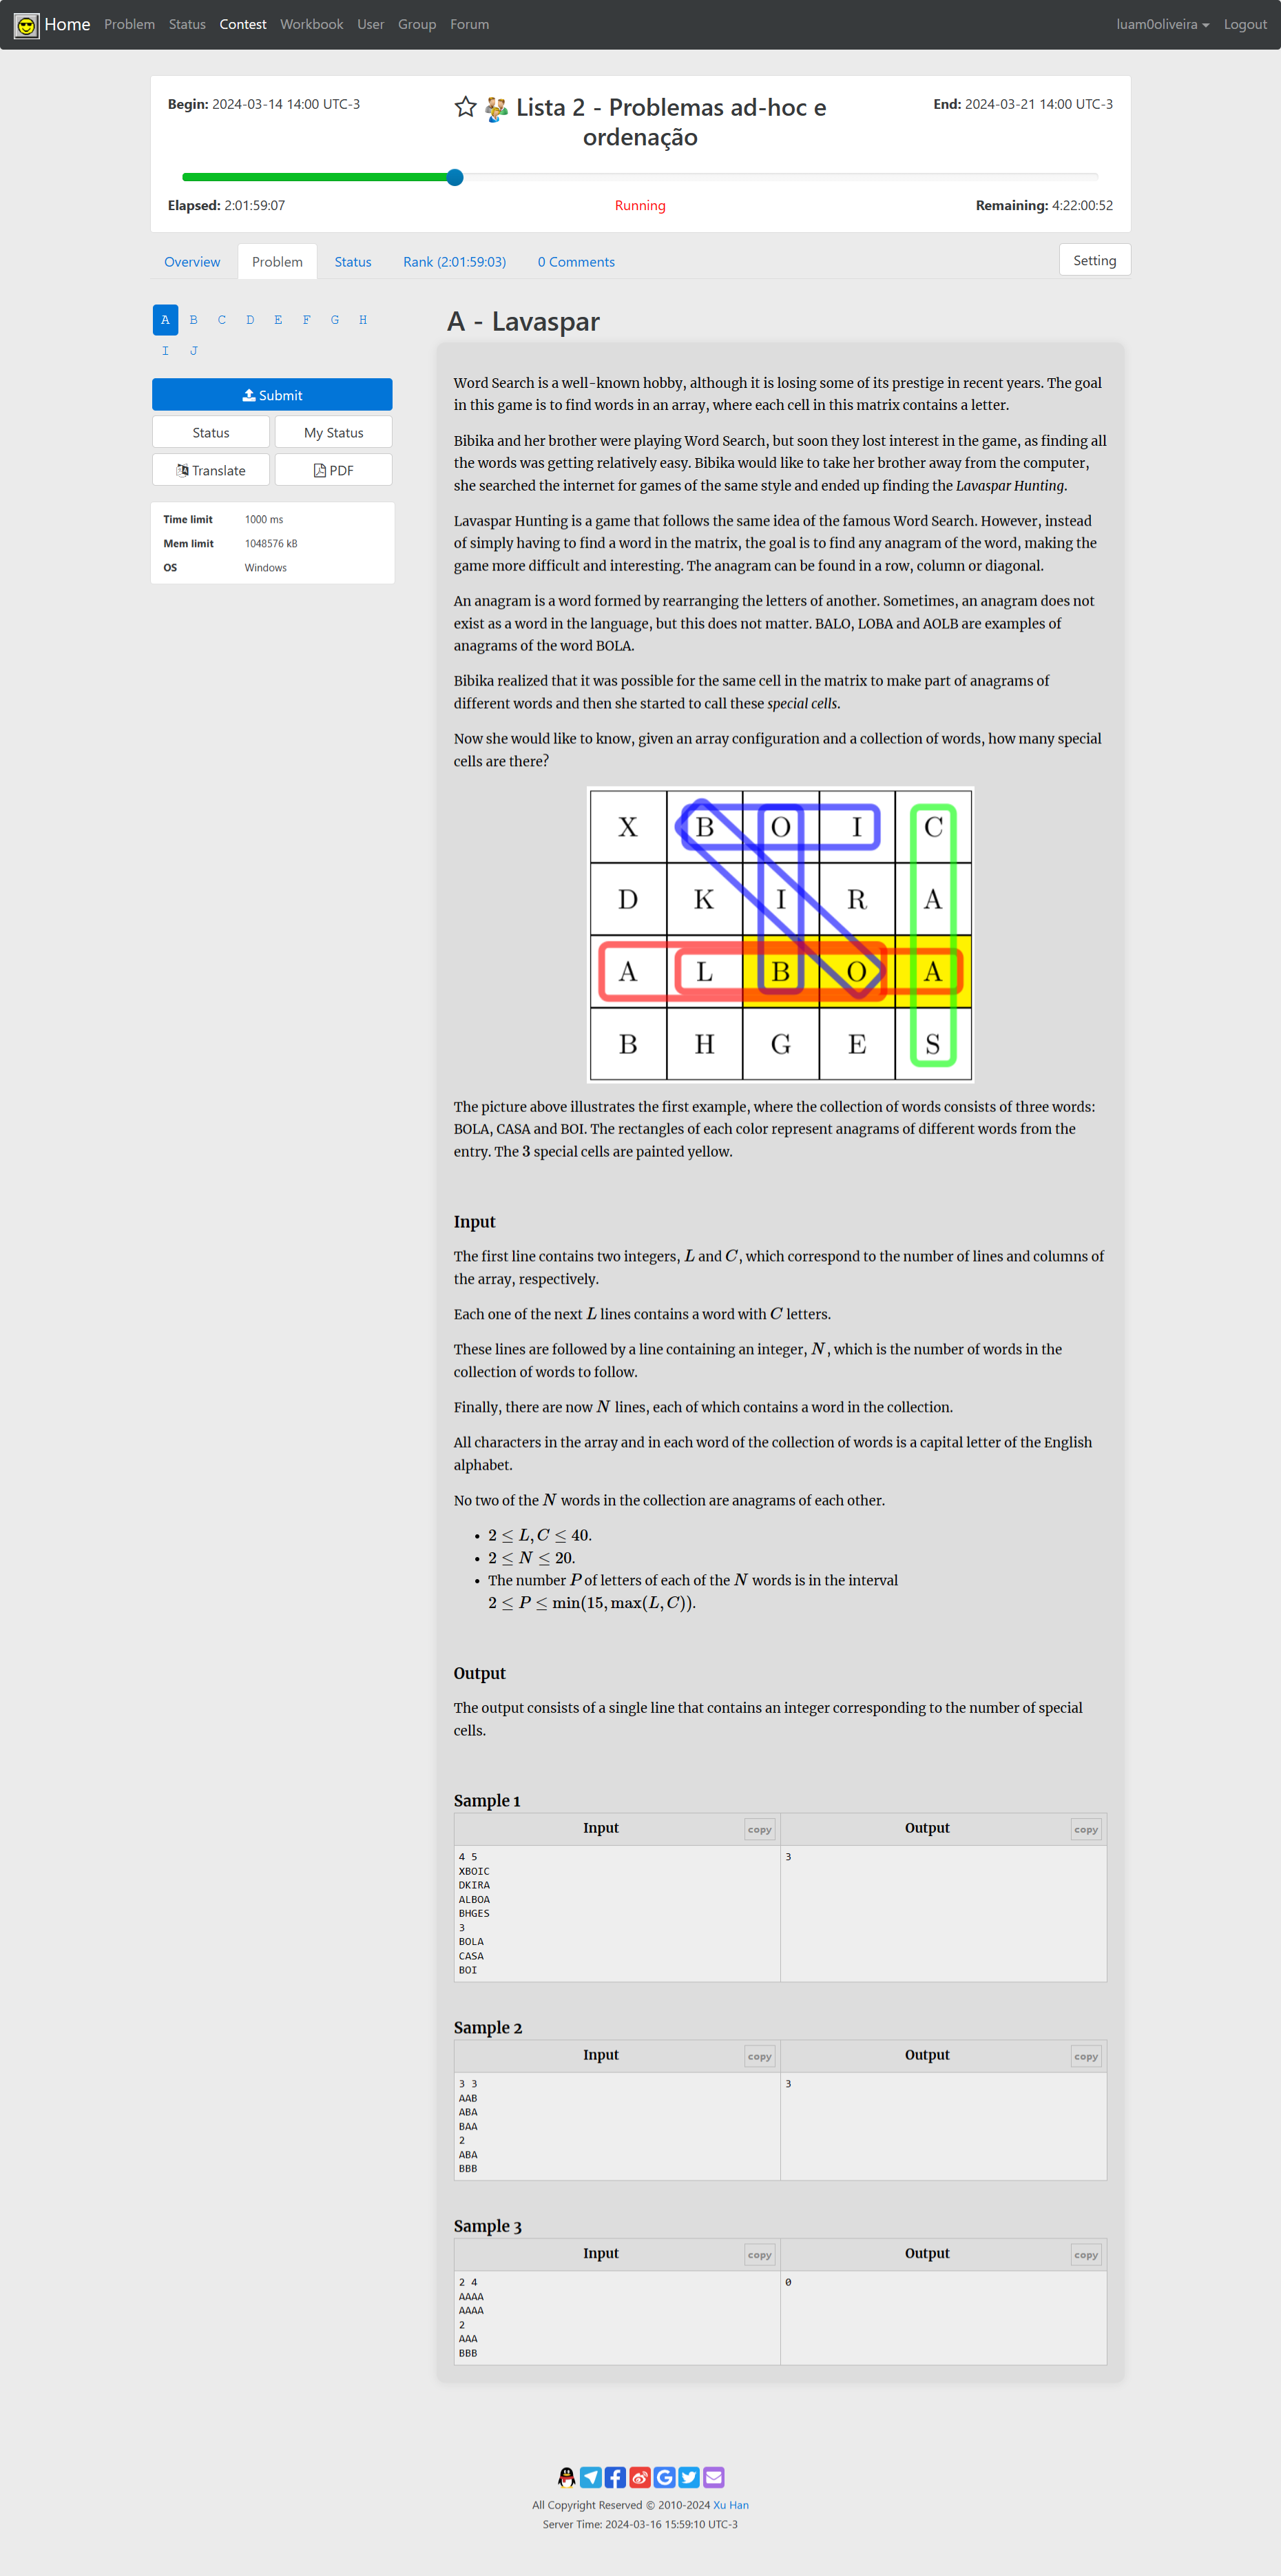 Home Problem Status Contest Workbook User Group Forum luam0oliveira Logout
Begin: 2024-03-14 14:00 UTC-3
Lista 2 - Problemas ad-hoc e
ordenação
End: 2024-03-21 14:00 UTC-3
Elapsed: 2:01:59:07
Running
Remaining: 4:22:00:52
Overview Problem Status Rank (2:01:59:03) 0 Comments Setting
A B C D E F G H
I J
Submit
Status My Status
Translate PDF
Time limit 1000 ms
Mem limit 1048576 kB
OS Windows
A - Lavaspar
Word Search is a well-known hobby, although it is losing some of its prestige in recent years. The goal
in this game is to find words in an array, where each cell in this matrix contains a letter.
Bibika and her brother were playing Word Search, but soon they lost interest in the game, as finding all
the words was getting relatively easy. Bibika would like to take her brother away from the computer,
she searched the internet for games of the same style and ended up finding the Lavaspar Hunting.
Lavaspar Hunting is a game that follows the same idea of the famous Word Search. However, instead
of simply having to find a word in the matrix, the goal is to find any anagram of the word, making the
game more difficult and interesting. The anagram can be found in a row, column or diagonal.
An anagram is a word formed by rearranging the letters of another. Sometimes, an anagram does not
exist as a word in the language, but this does not matter. BALO, LOBA and AOLB are examples of
anagrams of the word BOLA.
Bibika realized that it was possible for the same cell in the matrix to make part of anagrams of
different words and then she started to call these special cells.
Now she would like to know, given an array configuration and a collection of words, how many special
cells are there?
X B O I C
D K I R A
A L B O A
B H G E S
The picture above illustrates the first example, where the collection of words consists of three words:
BOLA, CASA and BOI. The rectangles of each color represent anagrams of different words from the
entry. The 3 special cells are painted yellow.
Input
The first line contains two integers, L and C, which correspond to the number of lines and columns of
the array, respectively.
Each one of the next L lines contains a word with C letters.
These lines are followed by a line containing an integer, N, which is the number of words in the
collection of words to follow.
Finally, there are now N lines, each of which contains a word in the collection.
All characters in the array and in each word of the collection of words is a capital letter of the English
alphabet.
No two of the N words in the collection are anagrams of each other.
• 2 ≤ L, C ≤ 40.
• 2 ≤ N ≤ 20.
• The number P of letters of each of the N words is in the interval
2 ≤ P ≤ min(15, max(L, C)).
Output
The output consists of a single line that contains an integer corresponding to the number of special
cells.
Sample 1
Input copy Output copy
4 5 3
XBOIC
DKIRA
ALBOA
BHGES
3
BOLA
CASA
BOI
Sample 2
Input copy Output copy
3 3 3
AAB
ABA
BAA
2
ABA
BBB
Sample 3
Input copy Output copy
2 4 0
AAAA
AAAA
2
AAA
BBB
All Copyright Reserved © 2010-2024 Xu Han
Server Time: 2024-03-16 15:59:10 UTC-3